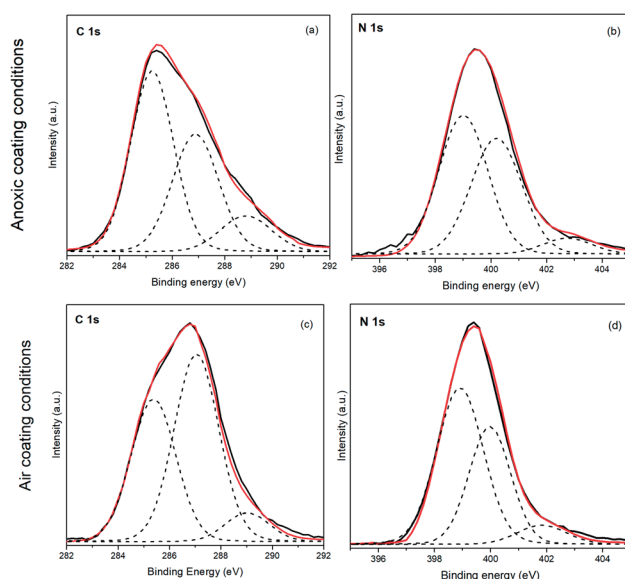 Anoxic coating conditions
C 1s
(a)
Intensity (a.u.)
282 284 286 288 290 292
Binding energy (eV)
N 1s
(b)
Intensity (a.u.)
396 398 400 402 404
Binding energy (eV)
Air coating conditions
C 1s
(c)
Intensity (a.u.)
282 284 286 288 290 292
Binding Energy (eV)
N 1s
(d)
Intensity (a.u.)
396 398 400 402 404
Binding energy (eV)